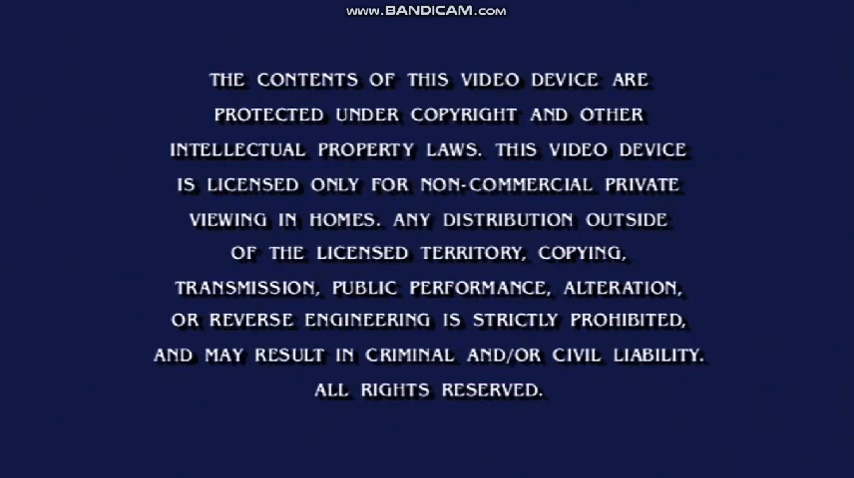 www.BANDICAM.com
THE CONTENTS OF THIS VIDEO DEVICE ARE
PROTECTED UNDER COPYRIGHT AND OTHER
INTELLECTUAL PROPERTY LAWS. THIS VIDEO DEVICE
IS LICENSED ONLY FOR NON-COMMERCIAL PRIVATE
VIEWING IN HOMES. ANY DISTRIBUTION OUTSIDE
OF THE LICENSED TERRITORY, COPYING,
TRANSMISSION, PUBLIC PERFORMANCE, ALTERATION,
OR REVERSE ENGINEERING IS STRICTLY PROHIBITED,
AND MAY RESULT IN CRIMINAL AND/OR CIVIL LIABILITY.
ALL RIGHTS RESERVED.